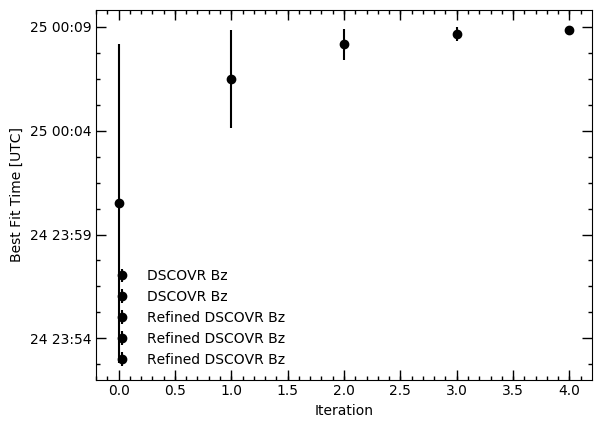 25 00:09
25 00:04
24 23:59
24 23:54
Best Fit Time [UTC]
DSCOVR Bz
DSCOVR Bz
Refined DSCOVR Bz
Refined DSCOVR Bz
Refined DSCOVR Bz
0.0 0.5 1.0 1.5 2.0 2.5 3.0 3.5 4.0
Iteration